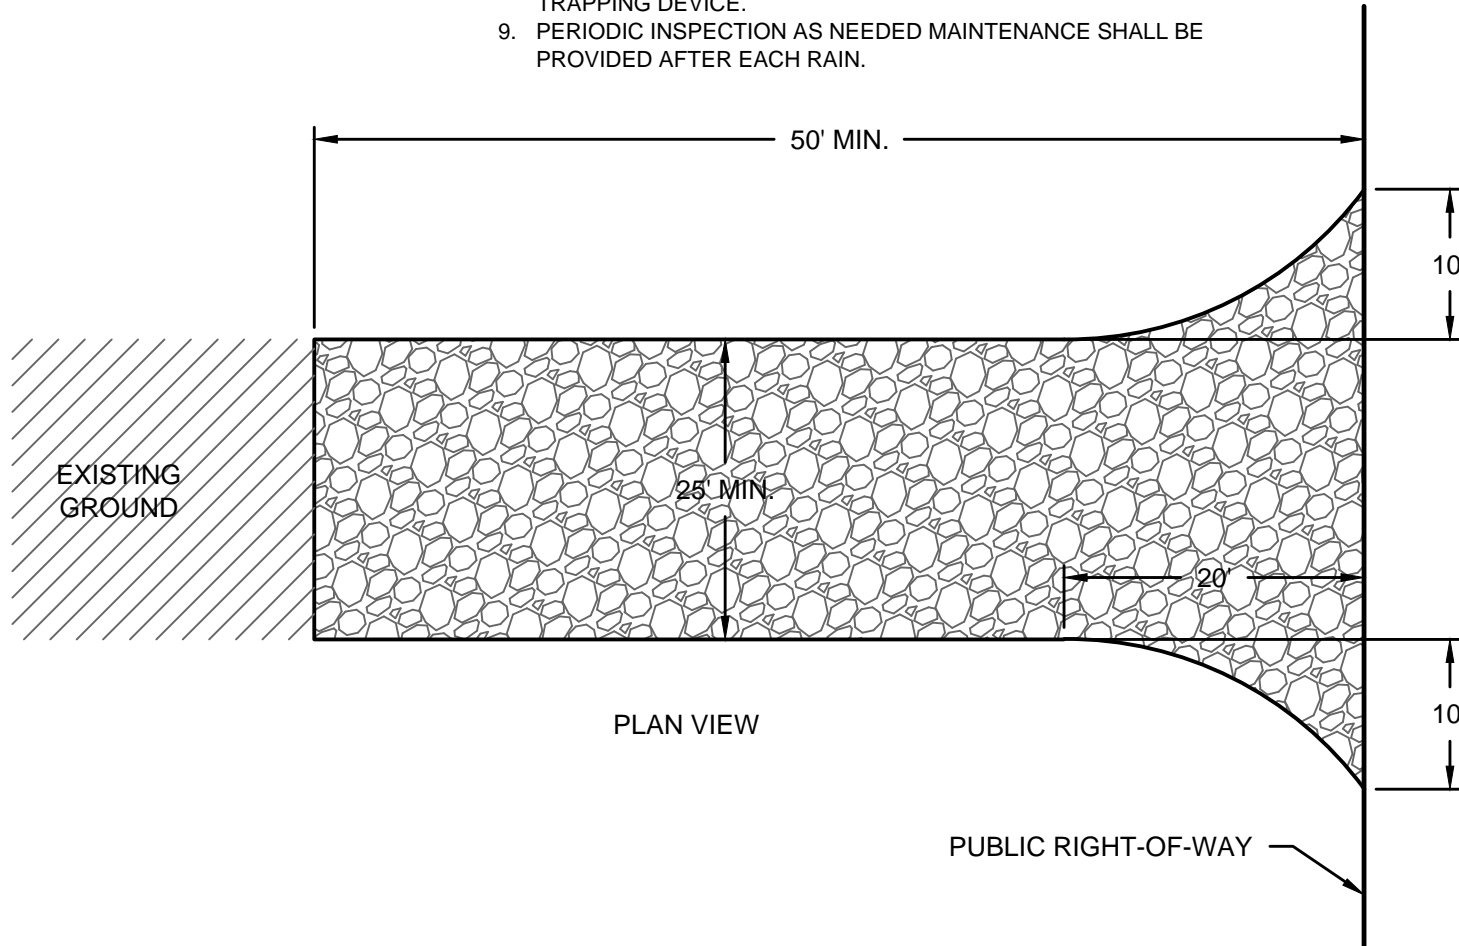 TRAPPING DEVICE.
9. PERIODIC INSPECTION AS NEEDED MAINTENANCE SHALL BE
PROVIDED AFTER EACH RAIN.
50' MIN.
10
EXISTING
GROUND
25' MIN.
20'
10
PLAN VIEW
PUBLIC RIGHT-OF-WAY